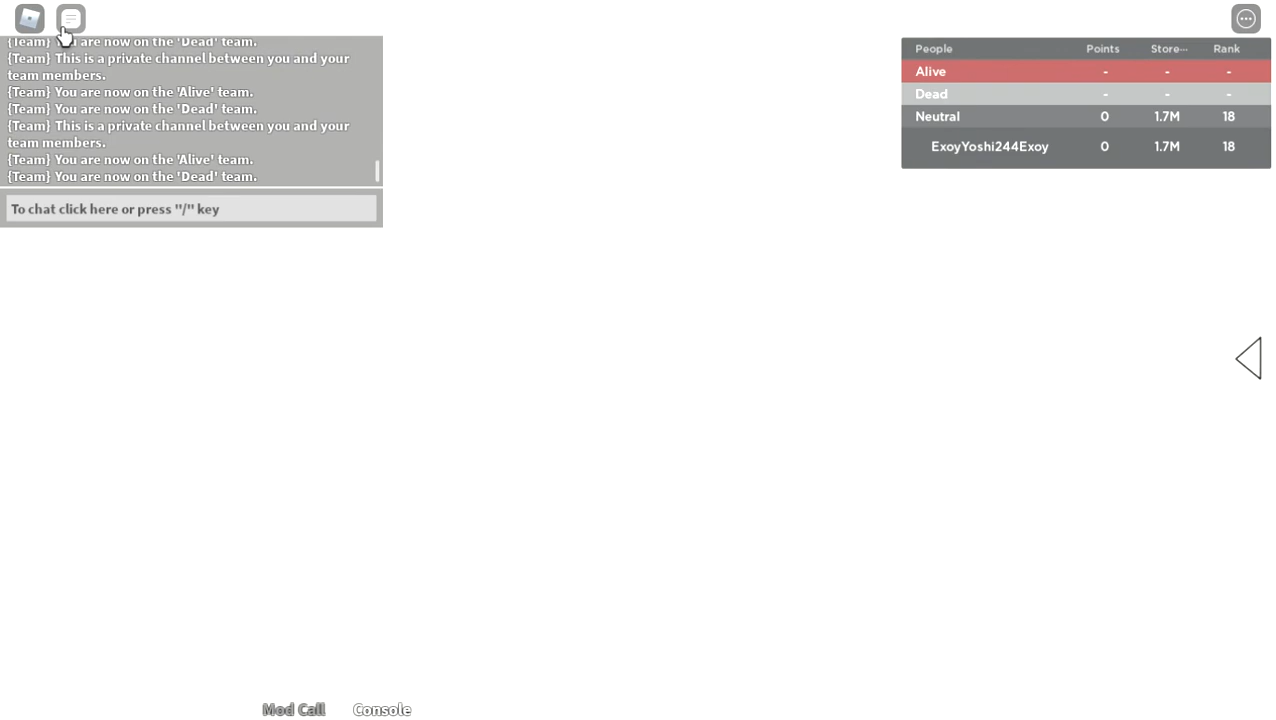 {Team} You are now on the 'Dead' team.
{Team} This is a private channel between you and your
team members.
{Team} You are now on the 'Alive' team.
{Team} You are now on the 'Dead' team.
{Team} This is a private channel between you and your
team members.
{Team} You are now on the 'Alive' team.
{Team} You are now on the 'Dead' team.
To chat click here or press "/" key
People Points Store... Rank
Alive - - -
Dead - - -
Neutral 0 1.7M 18
ExoyYoshi244Exoy 0 1.7M 18
Mod Call Console